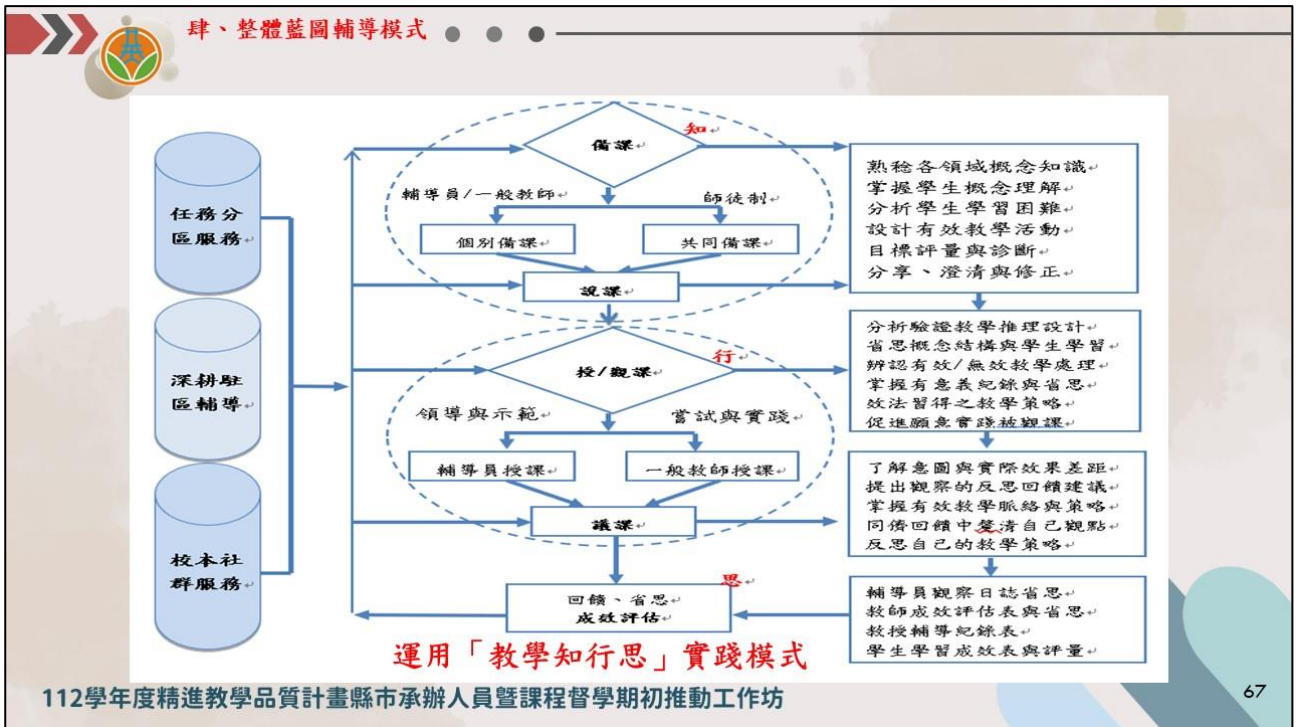 肆、整體藍圖輔導模式
任務分
區服務
深耕駐
區輔導
校本社
群服務
備課
知
輔導員/一般教師
師徒制
個別備課
共同備課
說課
授/觀課
行
領導與示範
嘗試與實踐
輔導員授課
一般教師授課
議課
思
回饋、省思
成效評估
熟稔各領域概念知識
掌握學生概念理解
分析學生學習困難
設計有效教學活動
目標評量與診斷
分享、澄清與修正
分析驗證教學推理設計
省思概念結構與學生學習
辨認有效/無效教學處理
掌握有意義紀錄與省思
效法習得之教學策略
促進願意實踐被觀課
了解意圖與實際效果差距
提出觀察的反思回饋建議
掌握有效教學脈絡與策略
同儕回饋中釐清自己觀點
反思自己的教學策略
輔導員觀察日誌省思
教師成效評估表與省思
教授輔導紀錄表
學生學習成效表與評量
運用「教學知行思」實踐模式
112學年度精進教學品質計畫縣市承辦人員暨課程督學期初推動工作坊
67